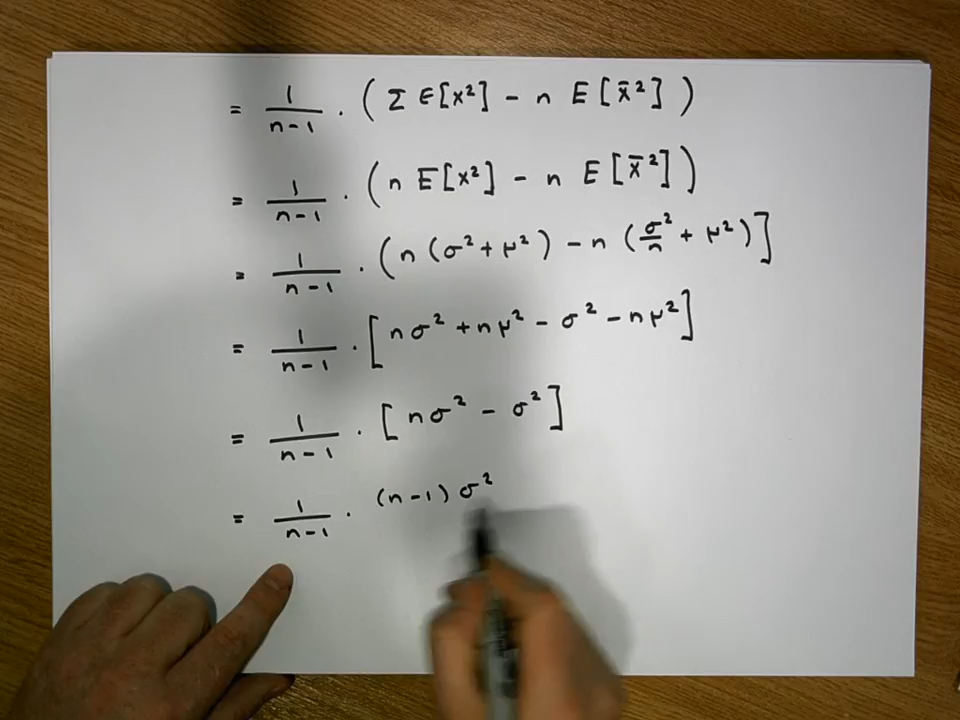 = 1/(n-1) · (Σ E[x²] - n E[x̄²])
= 1/(n-1) · (n E[x²] - n E[x̄²])
= 1/(n-1) · (n (σ² + μ²) - n (σ²/n + μ²)]
= 1/(n-1) · [nσ² + nμ² - σ² - nμ²]
= 1/(n-1) · [nσ² - σ²]
= 1/(n-1) · (n-1) σ²